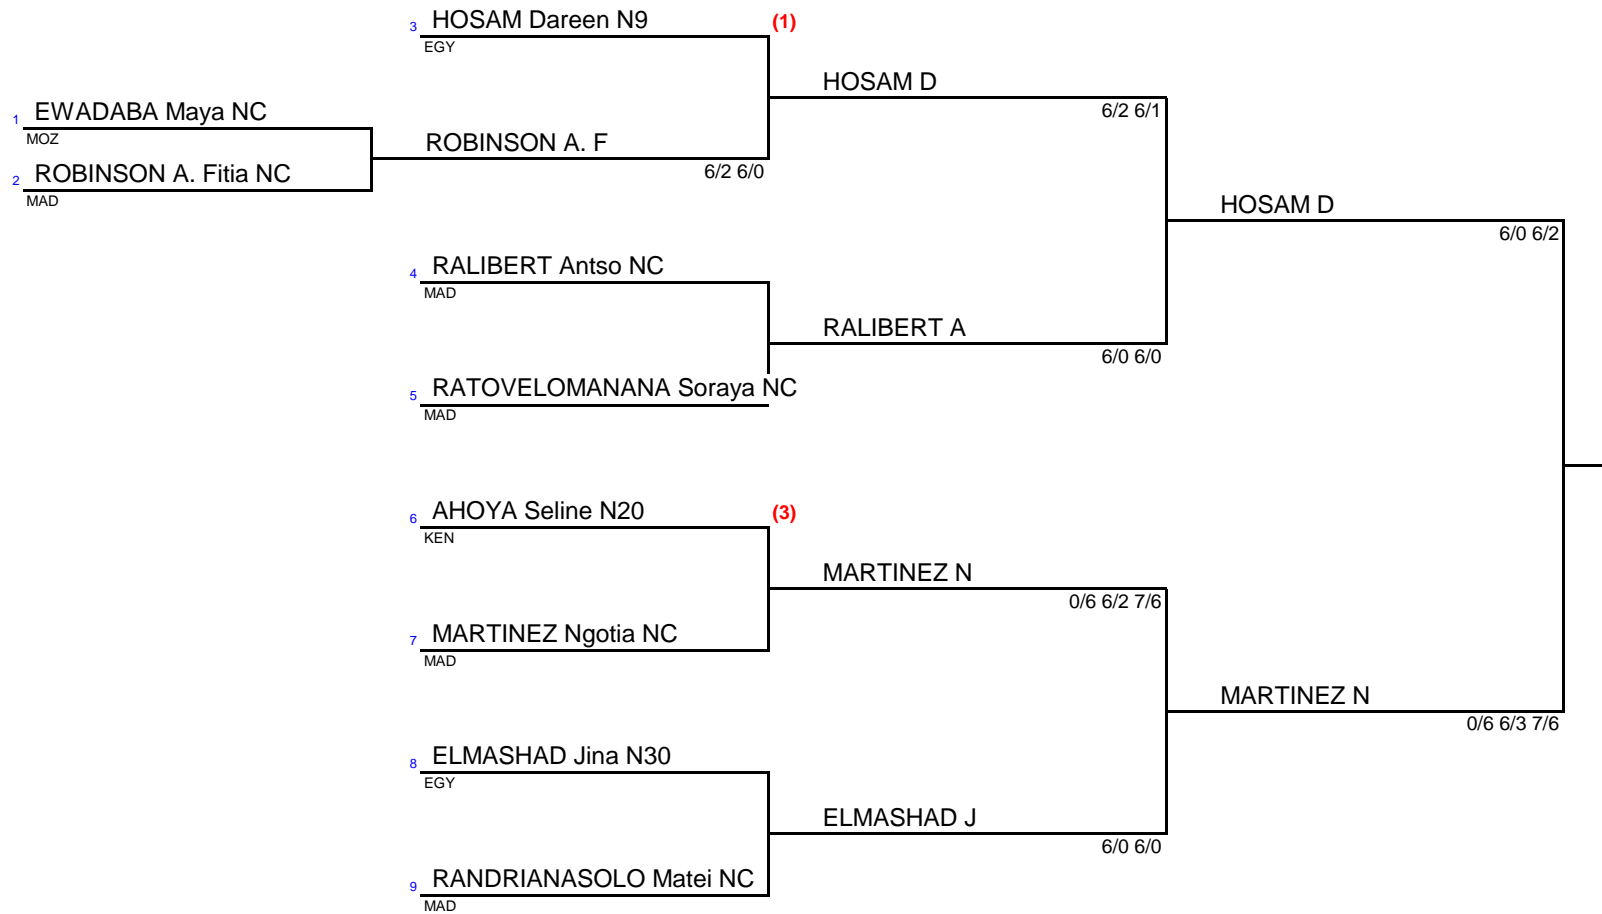 3 HOSAM Dareen N9 (1)
EGY
HOSAM D
6/2 6/1
1 EWADABA Maya NC
MOZ
ROBINSON A. F
6/2 6/0
2 ROBINSON A. Fitia NC
MAD
HOSAM D
6/0 6/2
4 RALIBERT Antso NC
MAD
RALIBERT A
6/0 6/0
5 RATOVELOMANANA Soraya NC
MAD
6 AHOYA Seline N20 (3)
KEN
MARTINEZ N
0/6 6/2 7/6
7 MARTINEZ Ngotia NC
MAD
MARTINEZ N
0/6 6/3 7/6
8 ELMASHAD Jina N30
EGY
ELMASHAD J
6/0 6/0
9 RANDRIANASOLO Matei NC
MAD